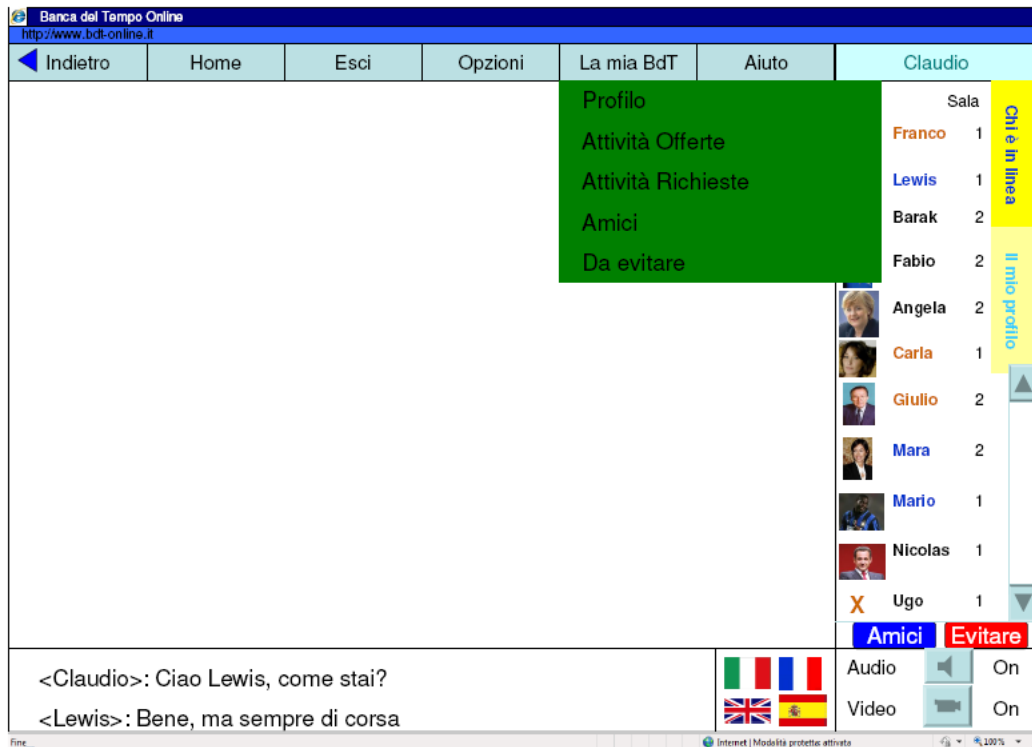 Banca del Tempo Online
http://www.bdt-online.it
Indietro Home Esci Opzioni La mia BdT Aiuto Claudio
Profilo
Attività Offerte
Attività Richieste
Amici
Da evitare
Sala
Franco 1
Lewis 1
Barak 2
Fabio 2
Angela 2
Carla 1
Giulio 2
Mara 2
Mario 1
Nicolas 1
X Ugo 1
Chi è in linea
Il mio profilo
Amici Evitare
<Claudio>: Ciao Lewis, come stai?
<Lewis>: Bene, ma sempre di corsa
Audio On
Video On
Fine Internet | Modalità protetta: attivata 100%